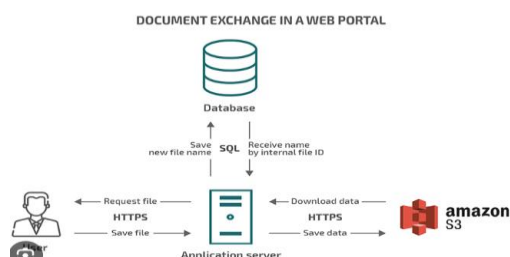 DOCUMENT EXCHANGE IN A WEB PORTAL
Database
Save
new file name
SQL
Receive name
by internal file ID
Request file
HTTPS
Save file
User
Application server
Download data
HTTPS
Save data
amazon
S3